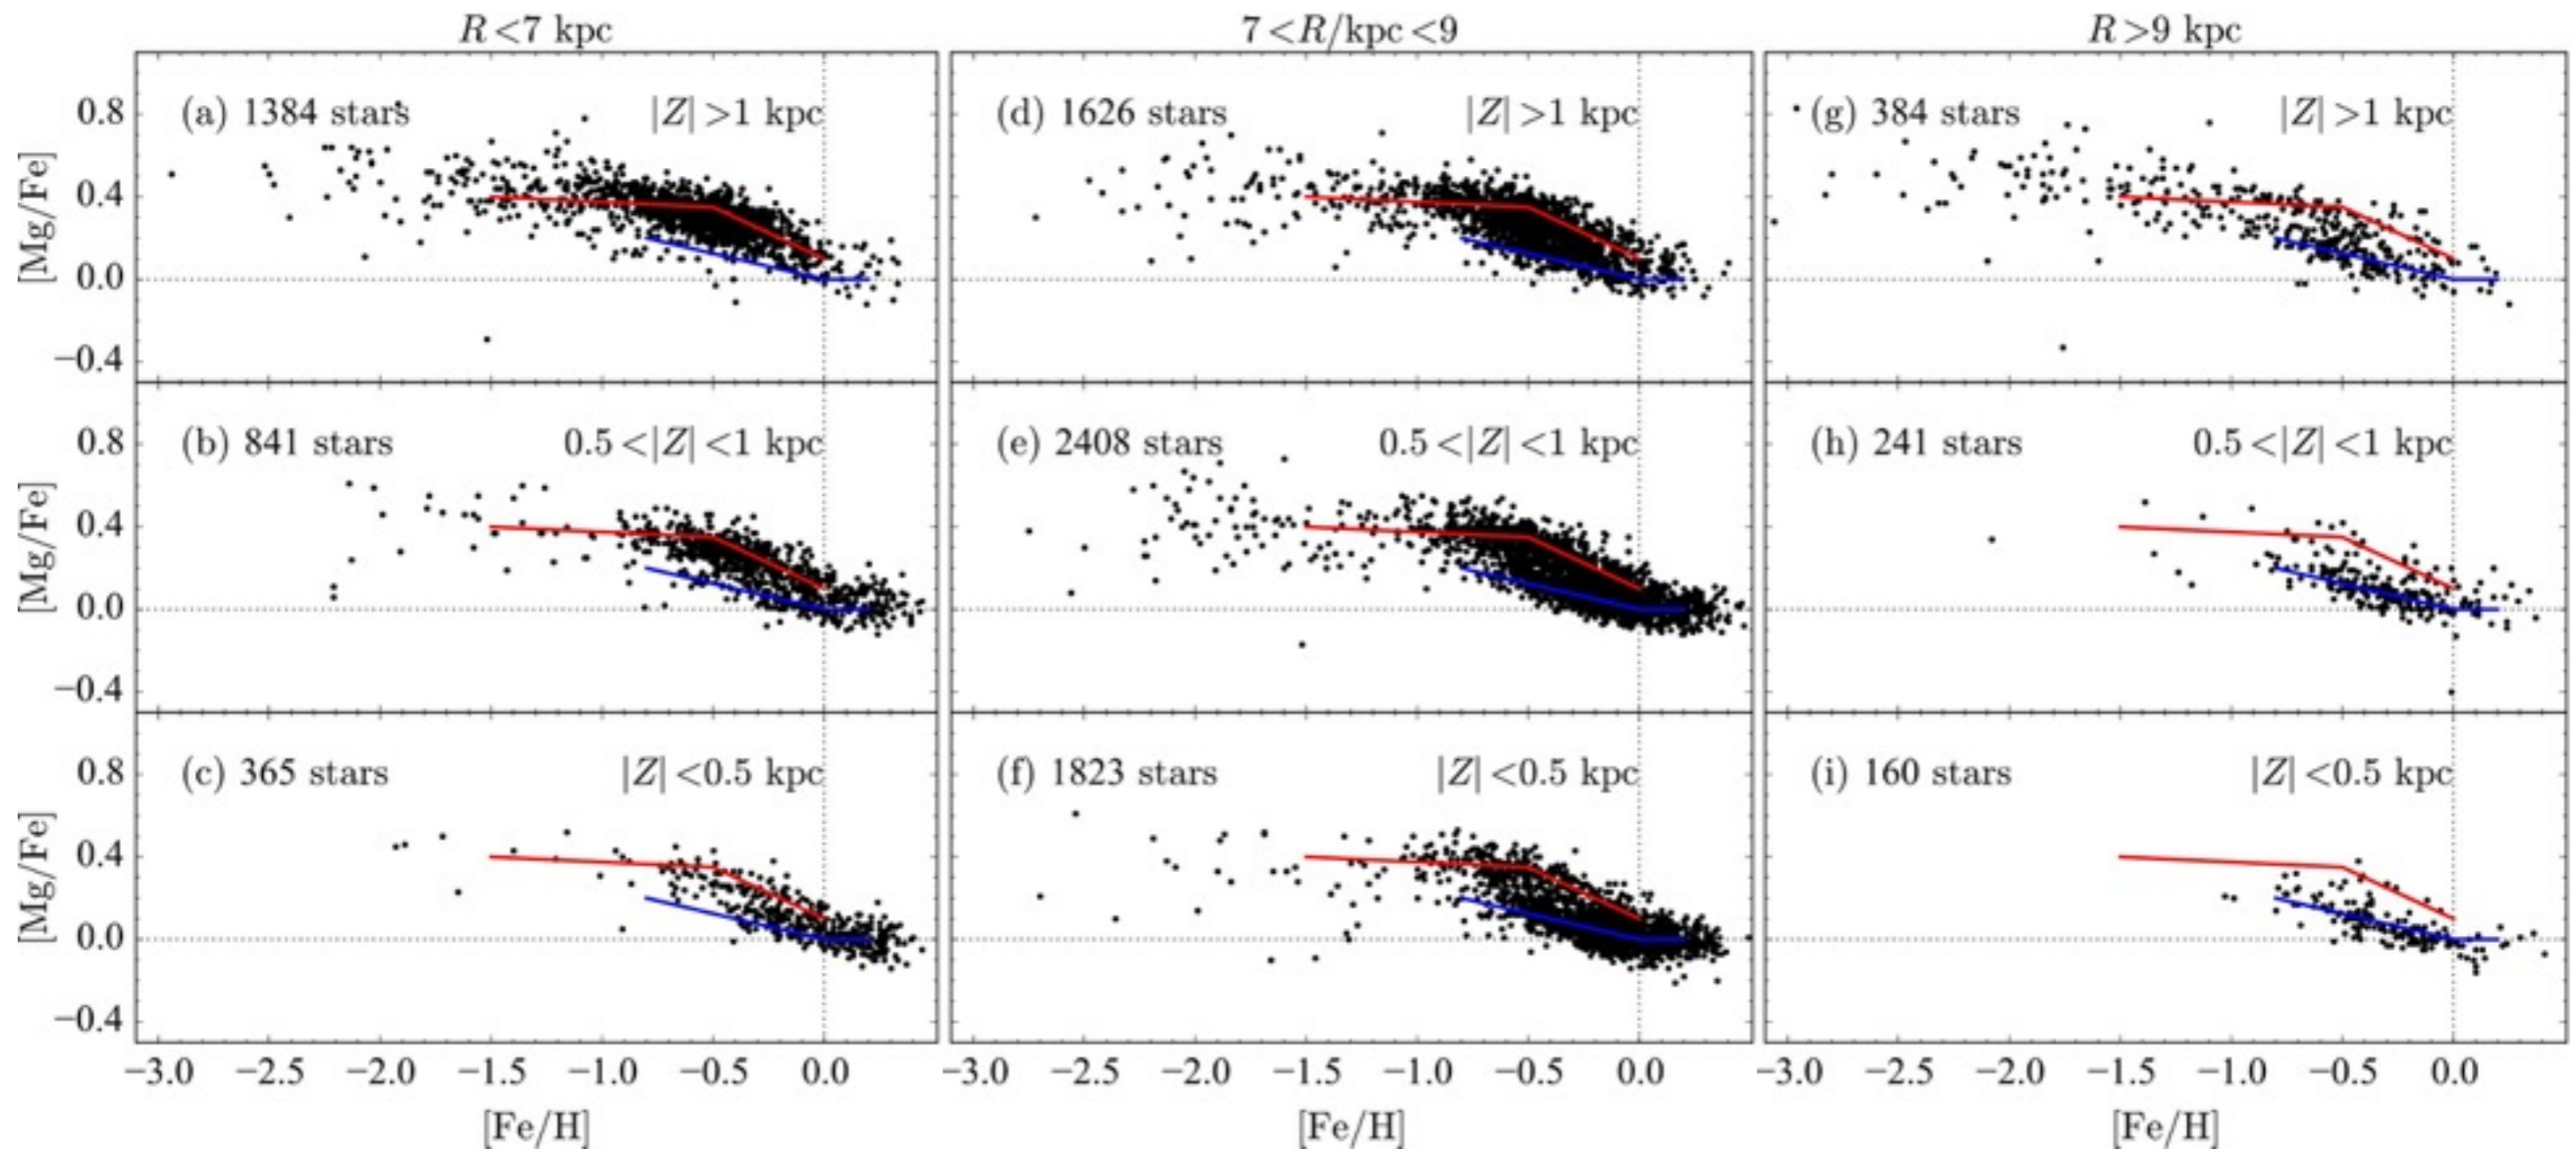 R<7 kpc
7<R/kpc<9
R>9 kpc
(a) 1384 stars
|Z|>1 kpc
(d) 1626 stars
|Z|>1 kpc
(g) 384 stars
|Z|>1 kpc
0.8
0.4
0.0
−0.4
[Mg/Fe]
(b) 841 stars
0.5<|Z|<1 kpc
(e) 2408 stars
0.5<|Z|<1 kpc
(h) 241 stars
0.5<|Z|<1 kpc
0.8
0.4
0.0
−0.4
[Mg/Fe]
(c) 365 stars
|Z|<0.5 kpc
(f) 1823 stars
|Z|<0.5 kpc
(i) 160 stars
|Z|<0.5 kpc
0.8
0.4
0.0
−0.4
[Mg/Fe]
−3.0 −2.5 −2.0 −1.5 −1.0 −0.5 0.0
−3.0 −2.5 −2.0 −1.5 −1.0 −0.5 0.0
−3.0 −2.5 −2.0 −1.5 −1.0 −0.5 0.0
[Fe/H]
[Fe/H]
[Fe/H]